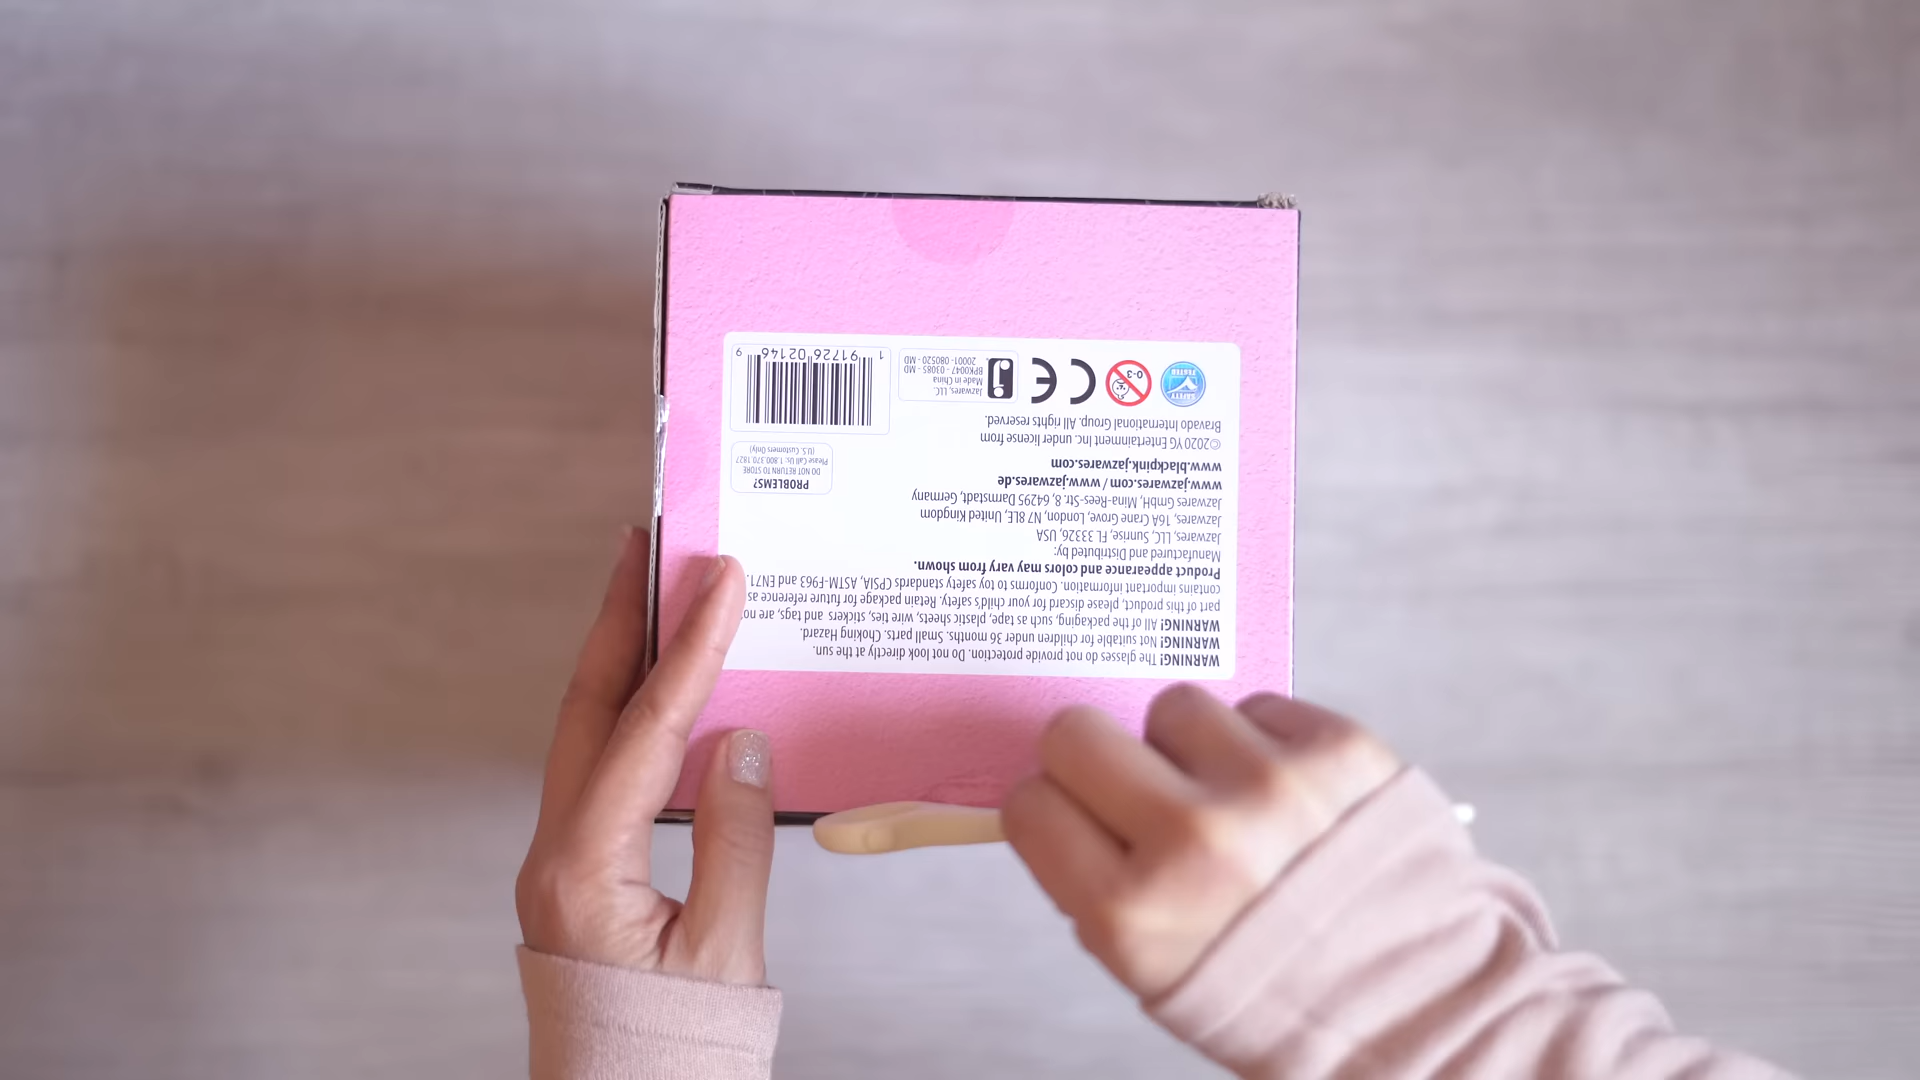 WARNING! The glasses do not provide protection. Do not look directly at the sun.
WARNING! Not suitable for children under 36 months. Small parts. Choking Hazard.
WARNING! All of the packaging, such as tape, plastic sheets, wire ties, stickers and tags, are not
part of this product, please discard for your child's safety. Retain package for future reference as
contains important information. Conforms to toy safety standards CPSIA, ASTM-F963 and EN71.
Product appearance and colors may vary from shown.
Manufactured and Distributed by:
Jazwares, LLC, Sunrise, FL 33326, USA
Jazwares, 16A Crane Grove, London, N7 8LE, United Kingdom
Jazwares GmbH, Mina-Rees-Str. 8, 64295 Darmstadt, Germany
www.jazwares.com / www.jazwares.de
www.blackpink.jazwares.com
©2020 YG Entertainment Inc. under license from
Bravado International Group. All rights reserved.
PROBLEMS?
DO NOT RETURN TO STORE
Please Call Us: 1.800.370.1827
(U.S. Customers Only)
SAFETY
TESTED
0-3
CE
Jazwares, LLC.
Made in China
BPK0047 - 03085 - MD
20001- 080520 - MD
1 91726 02146 9